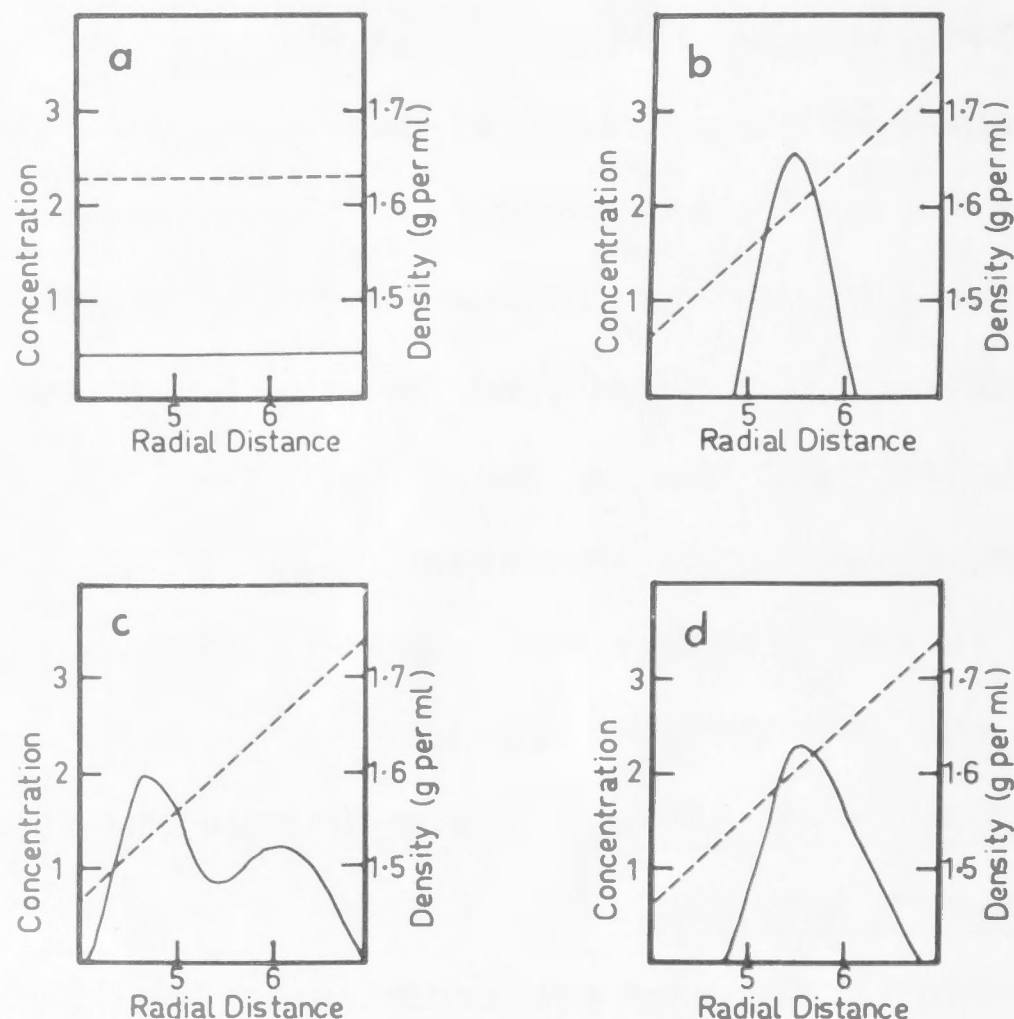 a
3
2
1
Concentration
1·7
1·6
1·5
Density (g per ml)
5
6
Radial Distance
b
3
2
1
Concentration
1·7
1·6
1·5
Density (g per ml)
5
6
Radial Distance
c
3
2
1
Concentration
1·7
1·6
1·5
Density (g per ml)
5
6
Radial Distance
d
3
2
1
Concentration
1·7
1·6
1·5
Density (g per ml)
5
6
Radial Distance